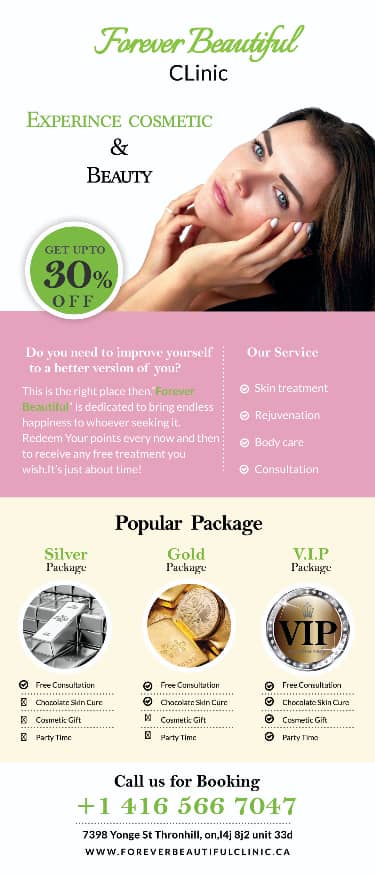 Forever Beautiful
CLinic
EXPERINCE COSMETIC
&
BEAUTY
GET UPTO
30%
OFF
Do you need to improve yourself
to a better version of you?
This is the right place then."Forever
Beautiful" is dedicated to bring endless
happiness to whoever seeking it.
Redeem Your points every now and then
to receive any free treatment you
wish.It's just about time!
Our Service
Skin treatment
Rejuvenation
Body care
Consultation
Popular Package
Silver
Package
Free Consultation
Chocolate Skin Cure
Cosmetic Gift
Party Time
Gold
Package
Free Consultation
Chocolate Skin Cure
Cosmetic Gift
Party Time
V.I.P
Package
VIP
Free Consultation
Chocolate Skin Cure
Cosmetic Gift
Party Time
Call us for Booking
+1 416 566 7047
7398 Yonge St Thronhill, on,l4j 8j2 unit 33d
WWW.FOREVERBEAUTIFULCLINIC.CA